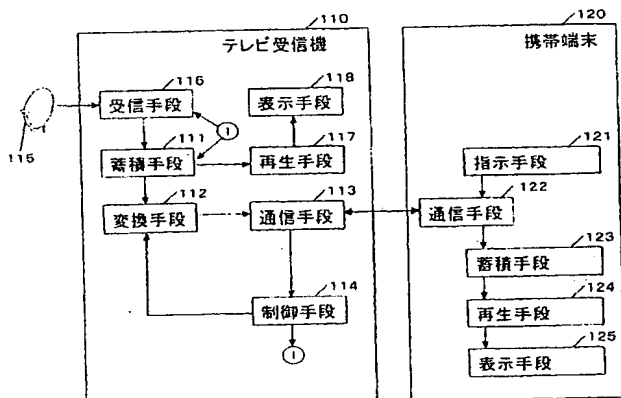 110
テレビ受信機
116
受信手段
118
表示手段
1
115
111
蓄積手段
117
再生手段
112
変換手段
113
通信手段
114
制御手段
1
120
携帯端末
121
指示手段
122
通信手段
123
蓄積手段
124
再生手段
125
表示手段